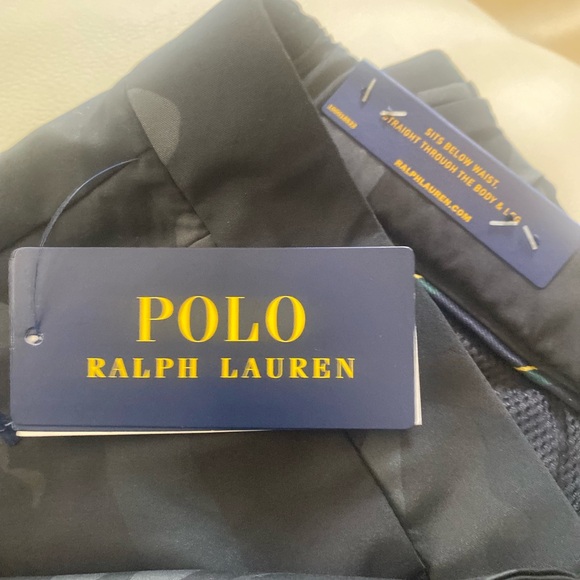 POLO
RALPH LAUREN
SITS BELOW WAIST,
STRAIGHT THROUGH THE BODY & LEG
RALPHLAUREN.COM